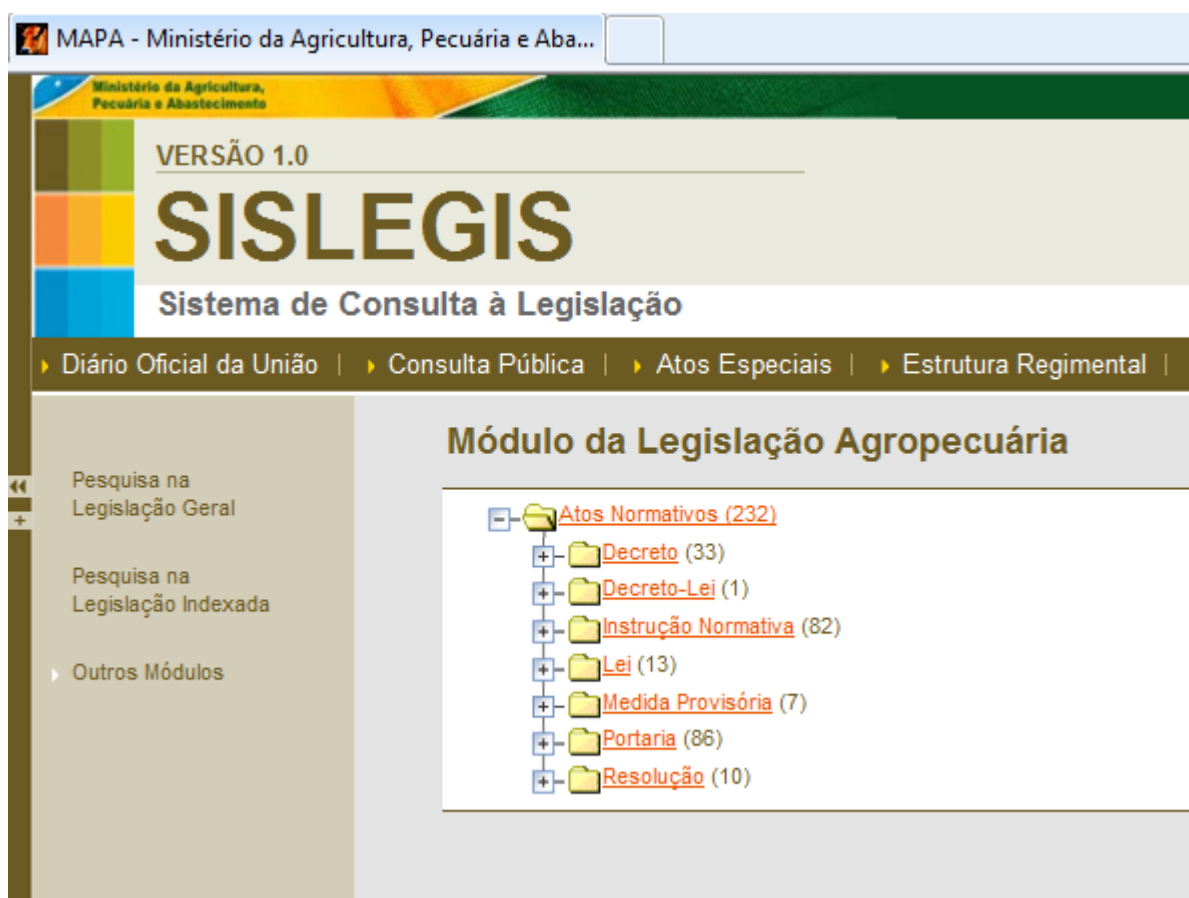 MAPA - Ministério da Agricultura, Pecuária e Aba...
Ministério da Agricultura,
Pecuária e Abastecimento
VERSÃO 1.0
SISLEGIS
Sistema de Consulta à Legislação
Diário Oficial da União | Consulta Pública | Atos Especiais | Estrutura Regimental |
Pesquisa na
Legislação Geral
Pesquisa na
Legislação Indexada
Outros Módulos
Módulo da Legislação Agropecuária
Atos Normativos (232)
Decreto (33)
Decreto-Lei (1)
Instrução Normativa (82)
Lei (13)
Medida Provisória (7)
Portaria (86)
Resolução (10)